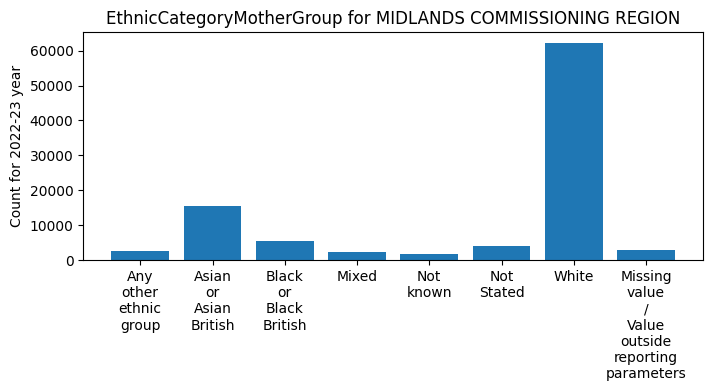 EthnicCategoryMotherGroup for MIDLANDS COMMISSIONING REGION
Count for 2022-23 year
60000
50000
40000
30000
20000
10000
0
Any
other
ethnic
group
Asian
or
Asian
British
Black
or
Black
British
Mixed
Not
known
Not
Stated
White
Missing
value
/
Value
outside
reporting
parameters